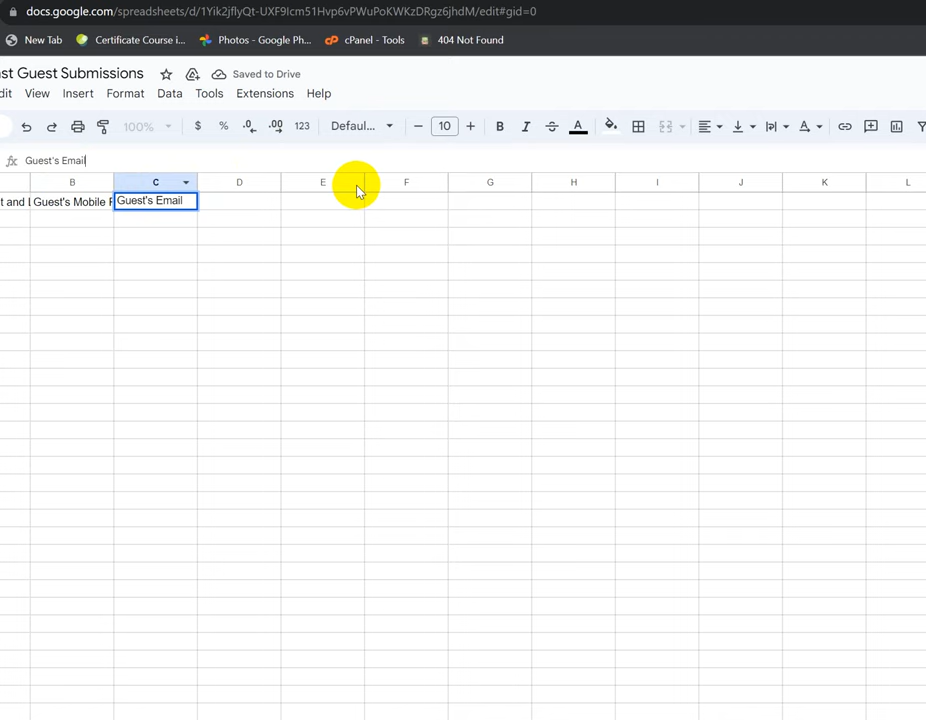 docs.google.com/spreadsheets/d/1Yik2jflyQt-UXF9lcm51Hvp6vPWuPoKWKzDRgz6jhdM/edit#gid=0
New Tab Certificate Course i... Photos - Google Ph... cPanel - Tools 404 Not Found
st Guest Submissions Saved to Drive
dit View Insert Format Data Tools Extensions Help
100% $ % .0 .00 123 Defaul... − 10 + B I S A
fx Guest's Email
B C D E F G H I J K L
t and Guest's Mobile Guest's Email